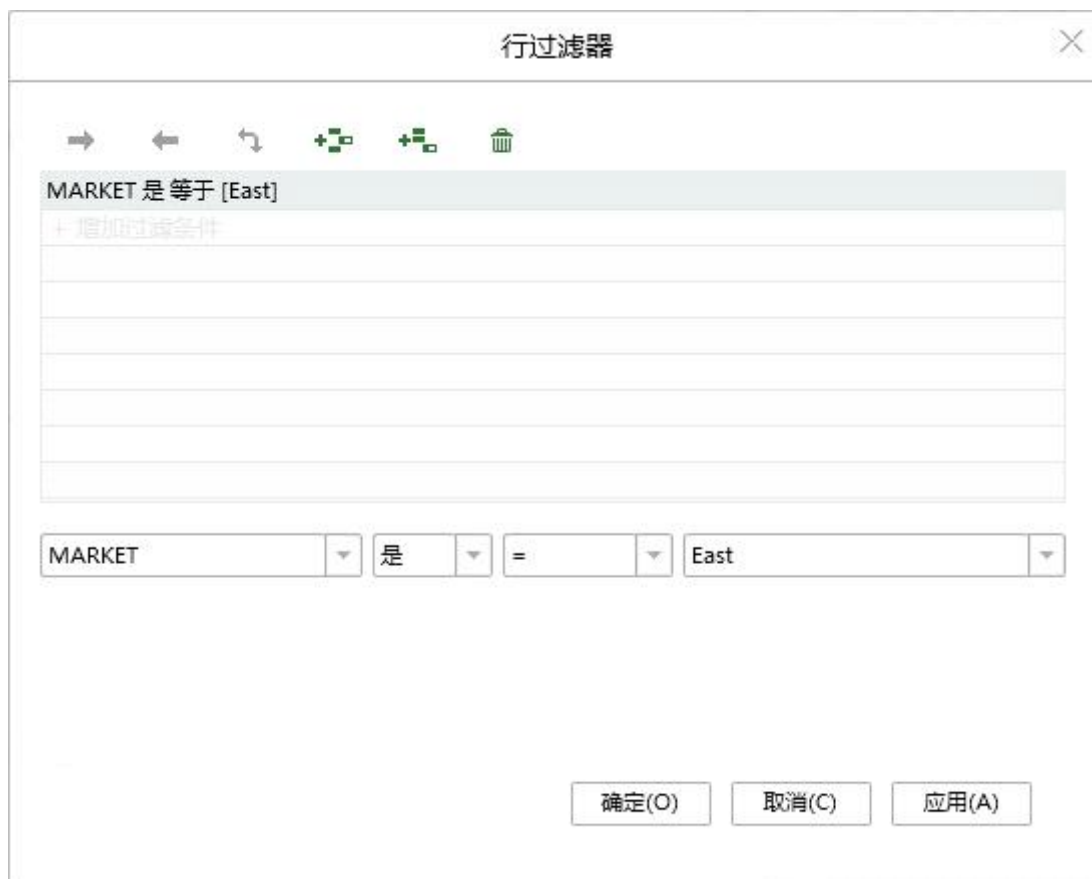 行过滤器
MARKET 是 等于 [East]
+ 增加过滤条件
MARKET 是 = East
确定(O) 取消(C) 应用(A)